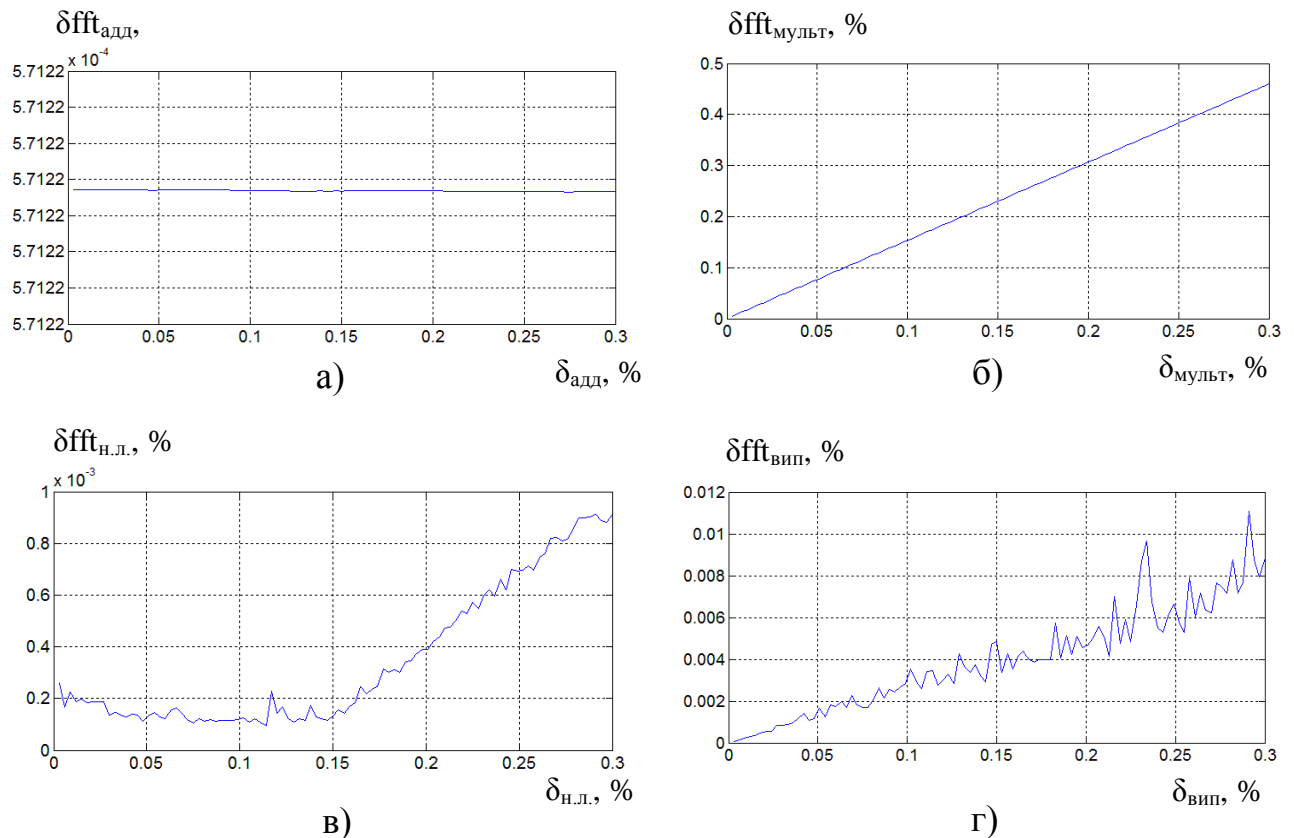 δfftадд,
x 10-4
5.7122
5.7122
5.7122
5.7122
5.7122
5.7122
5.7122
5.7122
0 0.05 0.1 0.15 0.2 0.25 0.3
δадд, %
а)
δfftмульт, %
0.5
0.4
0.3
0.2
0.1
0
0.05 0.1 0.15 0.2 0.25 0.3
δмульт, %
б)
δfftн.л., %
x 10-3
1
0.8
0.6
0.4
0.2
0
0 0.05 0.1 0.15 0.2 0.25 0.3
δн.л., %
в)
δfftвип, %
0.012
0.01
0.008
0.006
0.004
0.002
0
0 0.05 0.1 0.15 0.2 0.25 0.3
δвип, %
г)